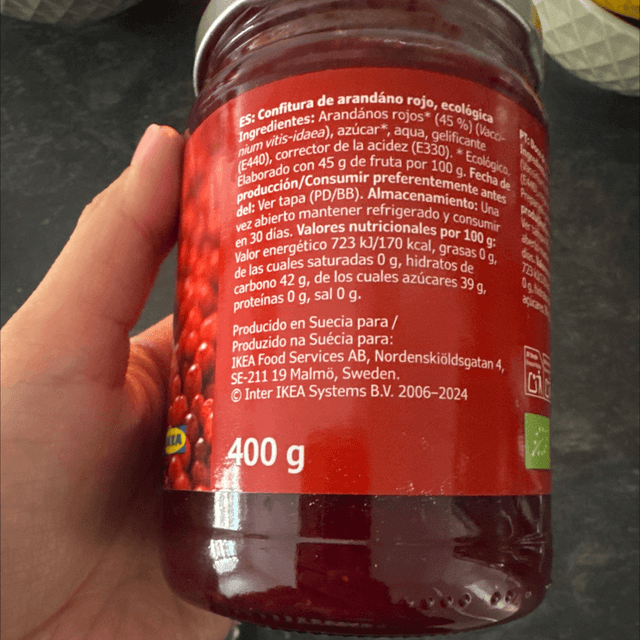 ES: Confitura de arandáno rojo, ecológica
Ingredientes: Arandános rojos* (45 %) (Vacci-
nium vitis-idaea), azúcar*, agua, gelificante
(E440), corrector de la acidez (E330). * Ecológico.
Elaborado con 45 g de fruta por 100 g. Fecha de
producción/Consumir preferentemente antes
del: Ver tapa (PD/BB). Almacenamiento: Una
vez abierto mantener refrigerado y consumir
en 30 días. Valores nutricionales por 100 g:
Valor energético 723 kJ/170 kcal, grasas 0 g,
de las cuales saturadas 0 g, hidratos de
carbono 42 g, de los cuales azúcares 39 g,
proteínas 0 g, sal 0 g.
Producido en Suecia para /
Produzido na Suécia para:
IKEA Food Services AB, Nordenskiöldsgatan 4,
SE-211 19 Malmö, Sweden.
© Inter IKEA Systems B.V. 2006–2024
400 g
PT: